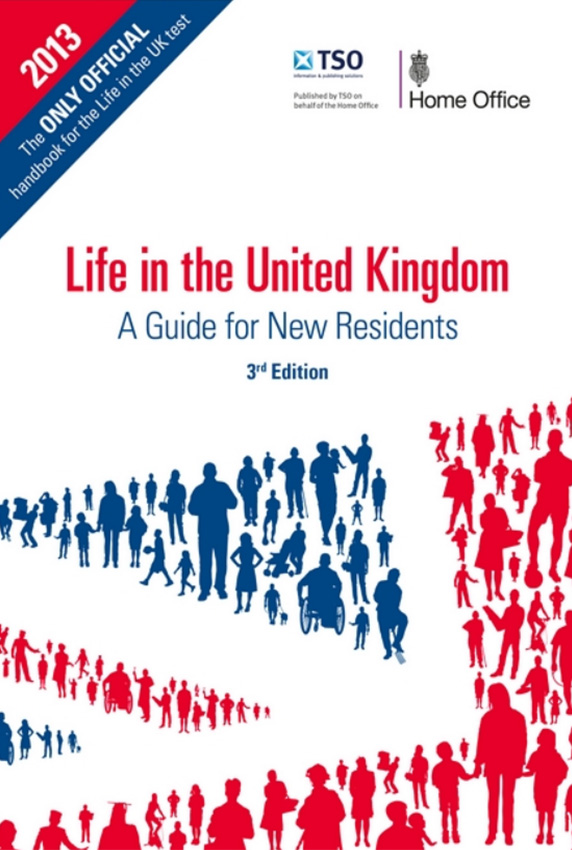 2013
The ONLY OFFICIAL
handbook for the Life in the UK test
TSO
information & publishing solutions
Published by TSO on
behalf of the Home Office
Home Office
Life in the United Kingdom
A Guide for New Residents
3rd Edition